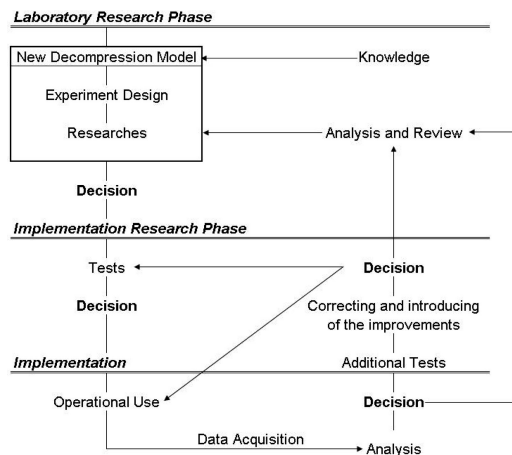 Laboratory Research Phase
New Decompression Model
Knowledge
Experiment Design
Researches
Analysis and Review
Decision
Implementation Research Phase
Tests
Decision
Decision
Correcting and introducing
of the improvements
Implementation
Additional Tests
Operational Use
Decision
Data Acquisition
Analysis